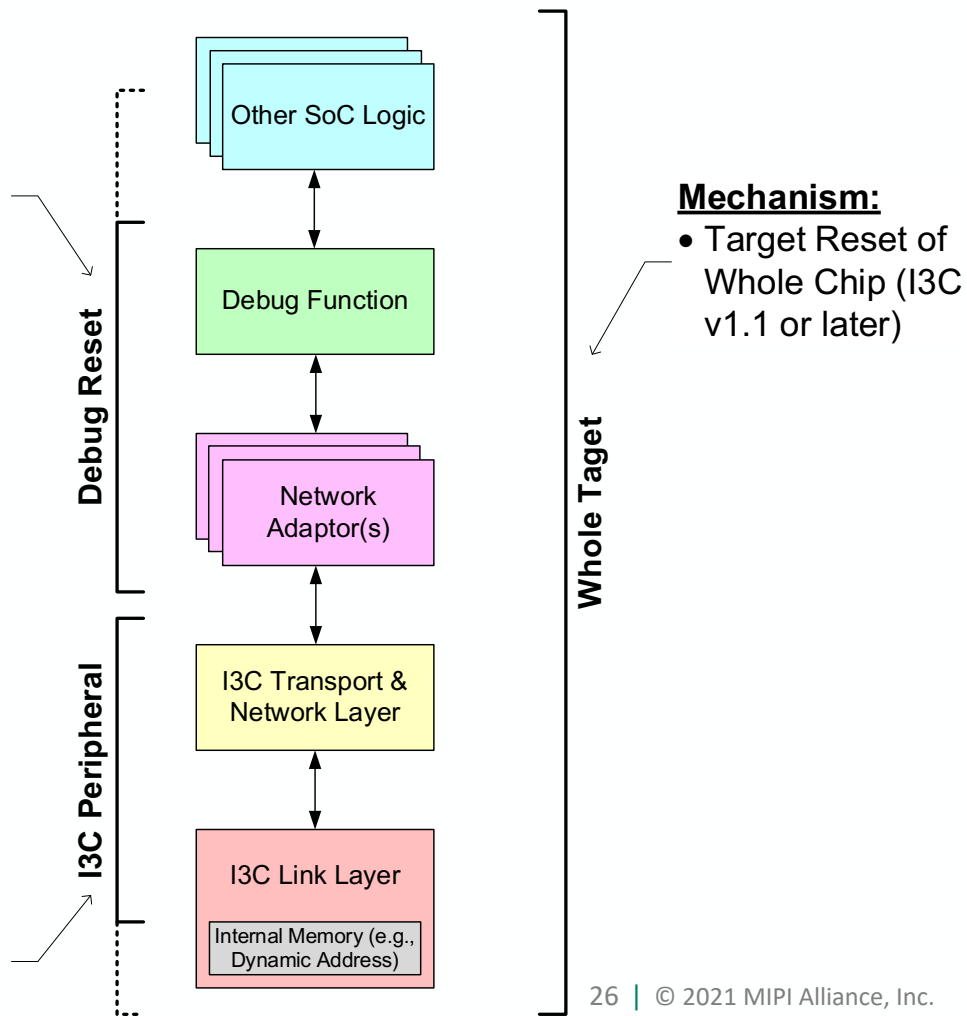 Other SoC Logic
Debug Function
Network
Adaptor(s)
I3C Transport &
Network Layer
I3C Link Layer
Internal Memory (e.g.,
Dynamic Address)
Debug Reset
I3C Peripheral
Whole Taget
Mechanism:
• Target Reset of
Whole Chip (I3C
v1.1 or later)
26 | © 2021 MIPI Alliance, Inc.